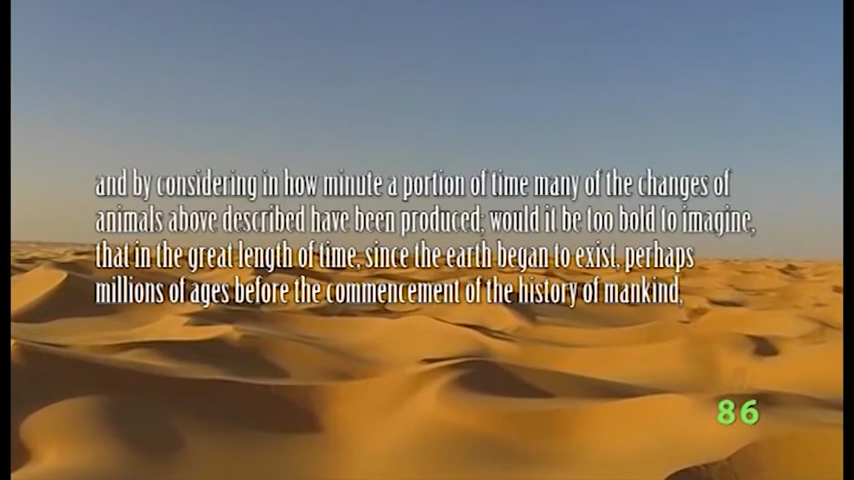 and by considering in how minute a portion of time many of the changes of
animals above described have been produced; would it be too bold to imagine,
that in the great length of time, since the earth began to exist, perhaps
millions of ages before the commencement of the history of mankind,
86